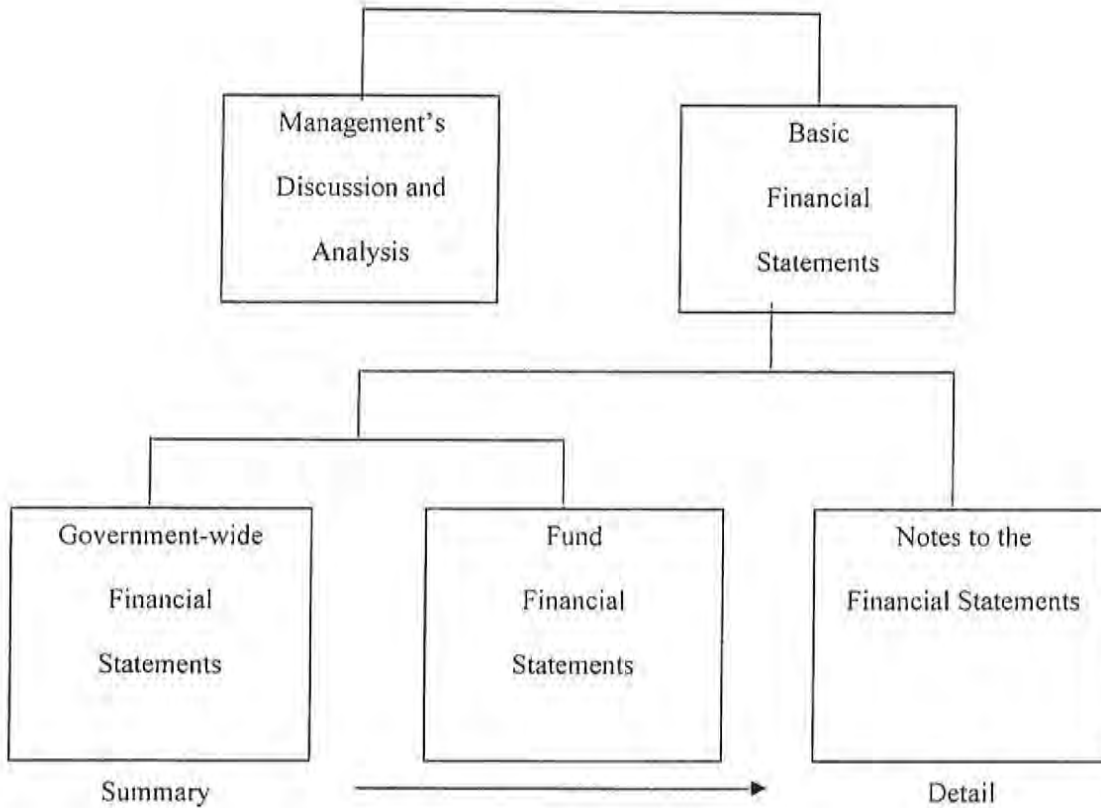 Management's
Discussion and
Analysis
Basic
Financial
Statements
Government-wide
Financial
Statements
Fund
Financial
Statements
Notes to the
Financial Statements
Summary
Detail